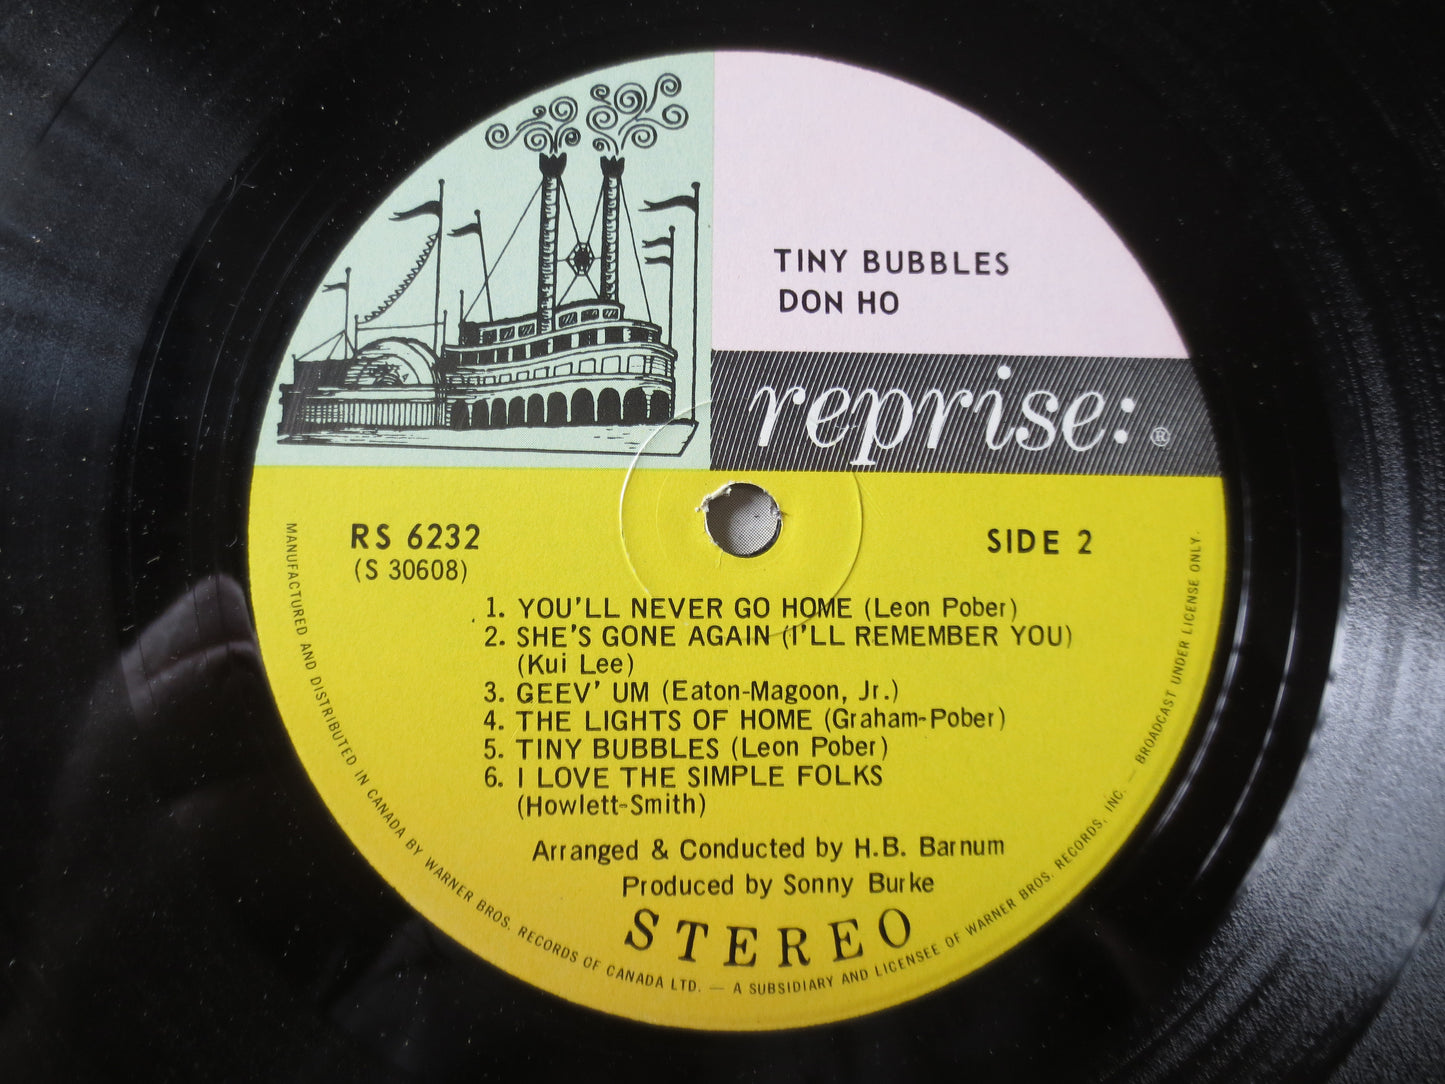 TINY BUBBLES
DON HO
reprise: ®
RS 6232
(S 30608)
SIDE 2
1. YOU'LL NEVER GO HOME (Leon Pober)
2. SHE'S GONE AGAIN (I'LL REMEMBER YOU)
(Kui Lee)
3. GEEV' UM (Eaton-Magoon, Jr.)
4. THE LIGHTS OF HOME (Graham-Pober)
5. TINY BUBBLES (Leon Pober)
6. I LOVE THE SIMPLE FOLKS
(Howlett-Smith)
Arranged & Conducted by H.B. Barnum
Produced by Sonny Burke
STEREO
MANUFACTURED AND DISTRIBUTED IN CANADA BY WARNER BROS. RECORDS OF CANADA LTD. — A SUBSIDIARY AND LICENSEE OF WARNER BROS. RECORDS, INC. — BROADCAST UNDER LICENSE ONLY.